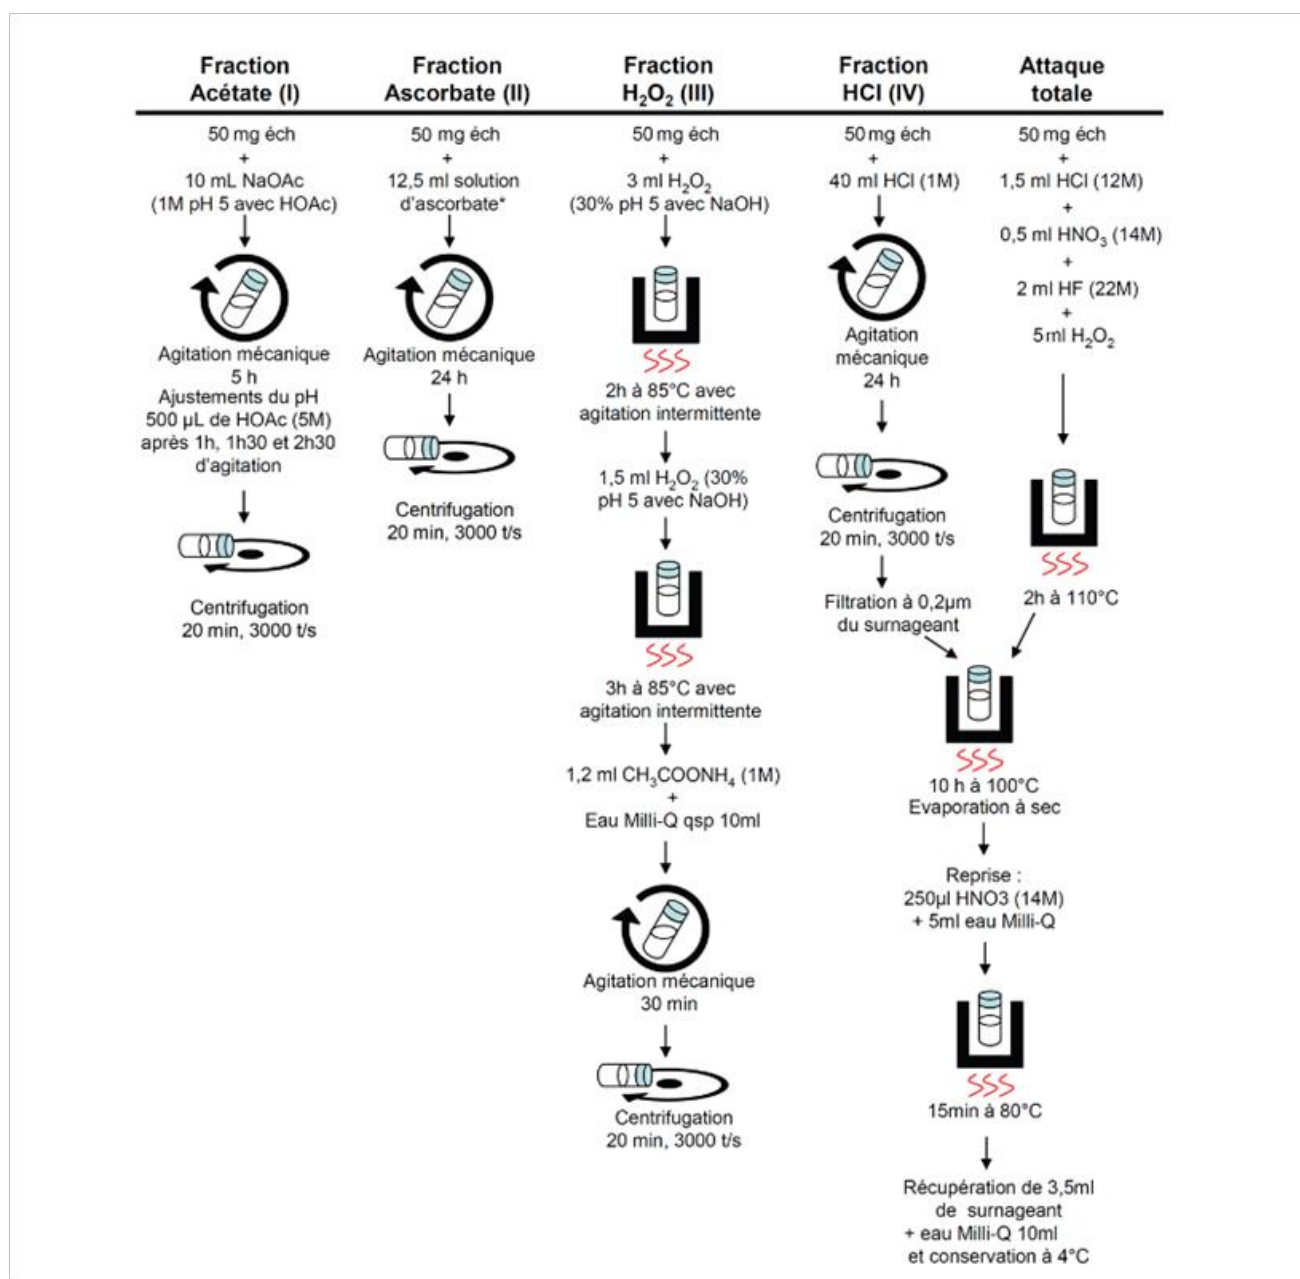 Fraction
Acétate (I)
Fraction
Ascorbate (II)
Fraction
H₂O₂ (III)
Fraction
HCl (IV)
Attaque
totale
50 mg éch
+
10 mL NaOAc
(1M pH 5 avec HOAc)
Agitation mécanique
5 h
Ajustements du pH
500 µL de HOAc (5M)
après 1h, 1h30 et 2h30
d'agitation
Centrifugation
20 min, 3000 t/s
50 mg éch
+
12,5 ml solution
d'ascorbate*
Agitation mécanique
24 h
Centrifugation
20 min, 3000 t/s
50 mg éch
+
3 ml H₂O₂
(30% pH 5 avec NaOH)
2h à 85°C avec
agitation intermittente
1,5 ml H₂O₂ (30%
pH 5 avec NaOH)
3h à 85°C avec
agitation intermittente
1,2 ml CH₃COONH₄ (1M)
+
Eau Milli-Q qsp 10ml
Agitation mécanique
30 min
Centrifugation
20 min, 3000 t/s
50 mg éch
+
40 ml HCl (1M)
Agitation
mécanique
24 h
Centrifugation
20 min, 3000 t/s
Filtration à 0,2µm
du surnageant
50 mg éch
+
1,5 ml HCl (12M)
+
0,5 ml HNO₃ (14M)
+
2 ml HF (22M)
+
5 ml H₂O₂
2h à 110°C
10 h à 100°C
Evaporation à sec
Reprise :
250µl HNO3 (14M)
+ 5ml eau Milli-Q
15min à 80°C
Récupération de 3,5ml
de surnageant
+ eau Milli-Q 10ml
et conservation à 4°C